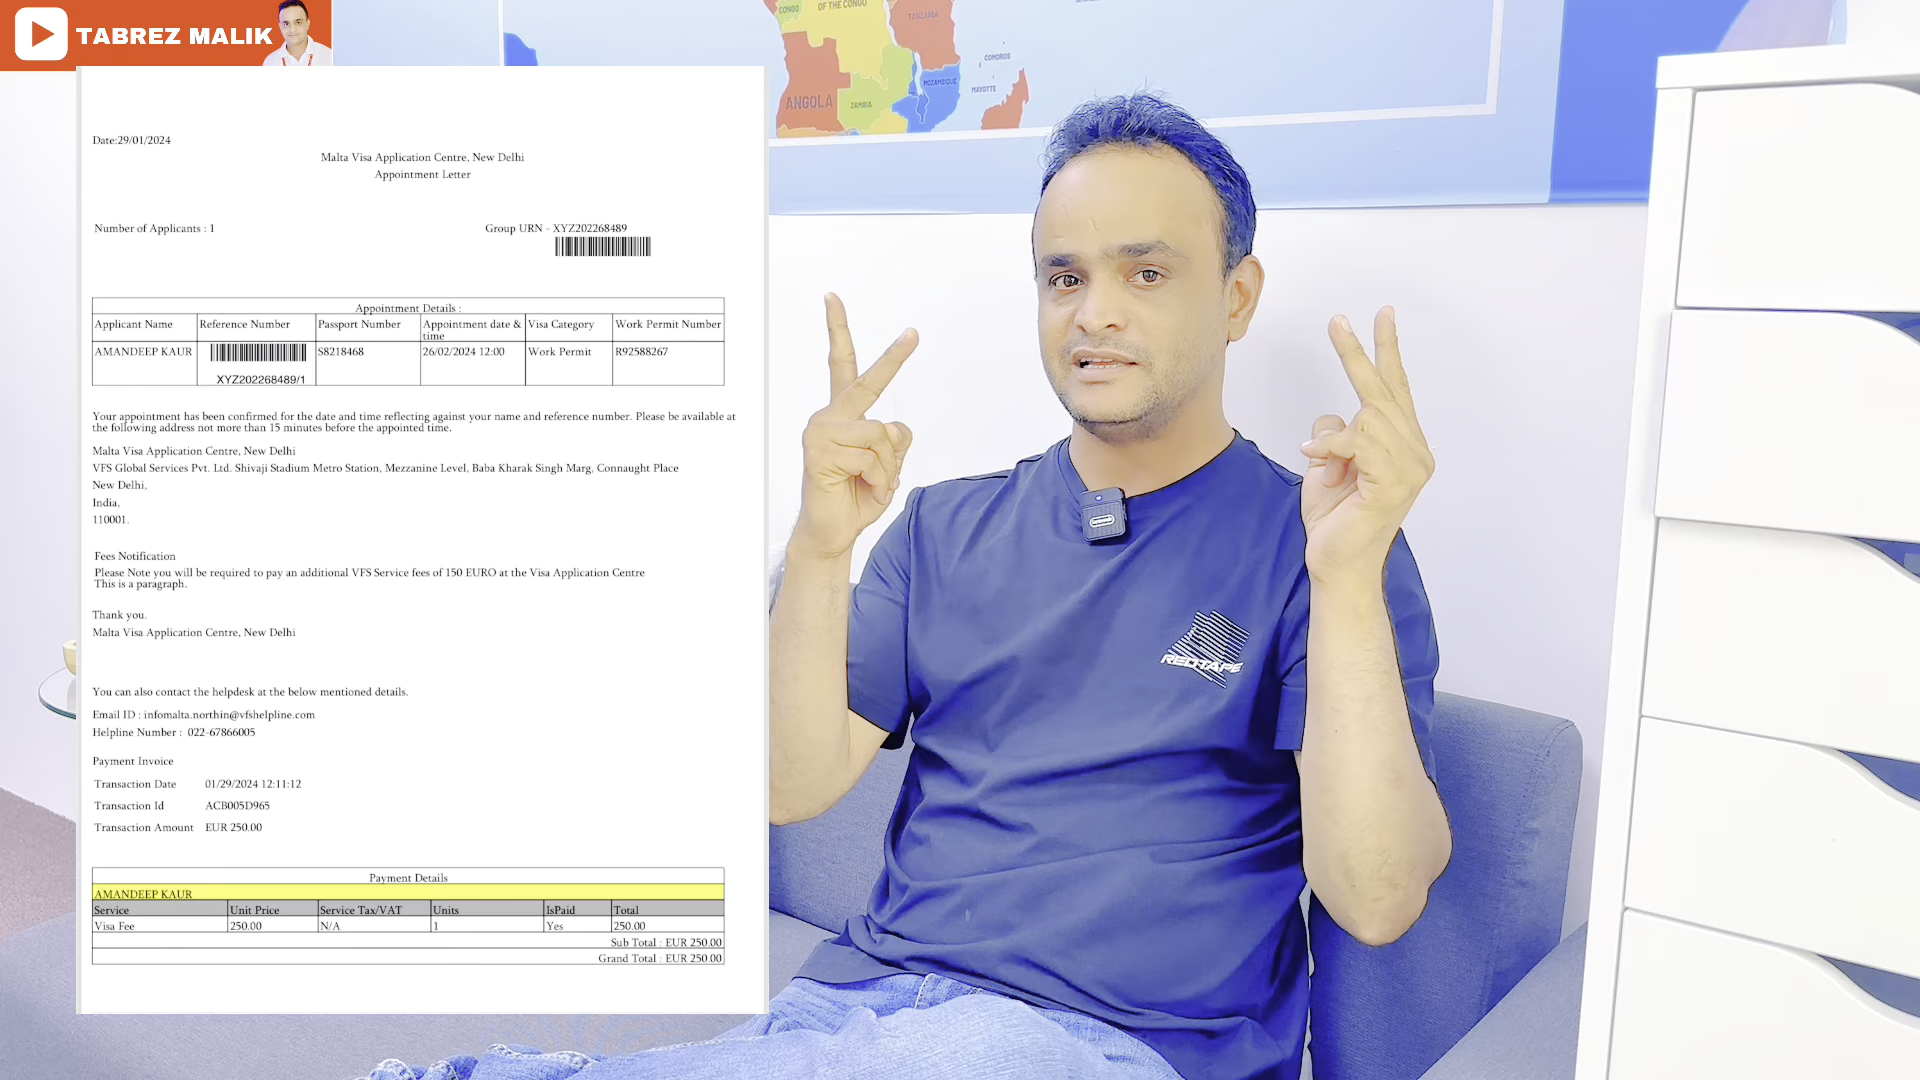 TABREZ MALIK
CONGO
OF THE CONGO
TANZANIA
COMOROS
ANGOLA
ZAMBIA
MOZAMBIQUE
MAYOTTE
Date:29/01/2024
Malta Visa Application Centre, New Delhi
Appointment Letter
Number of Applicants : 1
Group URN - XYZ202268489
Appointment Details :
Applicant Name Reference Number Passport Number Appointment date & time Visa Category Work Permit Number
AMANDEEP KAUR XYZ202268489/1 S8218468 26/02/2024 12:00 Work Permit R92588267
Your appointment has been confirmed for the date and time reflecting against your name and reference number. Please be available at
the following address not more than 15 minutes before the appointed time.
Malta Visa Application Centre, New Delhi
VFS Global Services Pvt. Ltd. Shivaji Stadium Metro Station, Mezzanine Level, Baba Kharak Singh Marg, Connaught Place
New Delhi,
India,
110001.
Fees Notification
Please Note you will be required to pay an additional VFS Service fees of 150 EURO at the Visa Application Centre
This is a paragraph.
Thank you.
Malta Visa Application Centre, New Delhi
You can also contact the helpdesk at the below mentioned details.
Email ID : infomalta.northin@vfshelpline.com
Helpline Number : 022-67866005
Payment Invoice
Transaction Date 01/29/2024 12:11:12
Transaction Id ACB005D965
Transaction Amount EUR 250.00
Payment Details
AMANDEEP KAUR
Service Unit Price Service Tax/VAT Units IsPaid Total
Visa Fee 250.00 N/A 1 Yes 250.00
Sub Total : EUR 250.00
Grand Total : EUR 250.00
REDTAPE